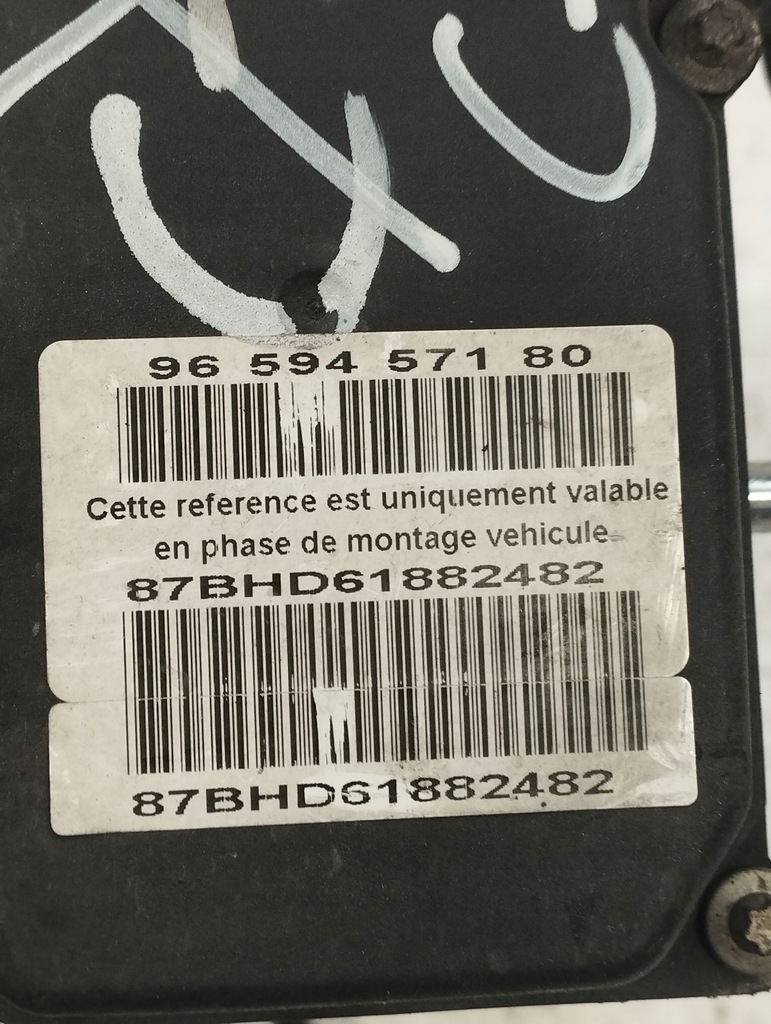 96 594 571 80
Cette reference est uniquement valable
en phase de montage vehicule
87BHD61882482
87BHD61882482